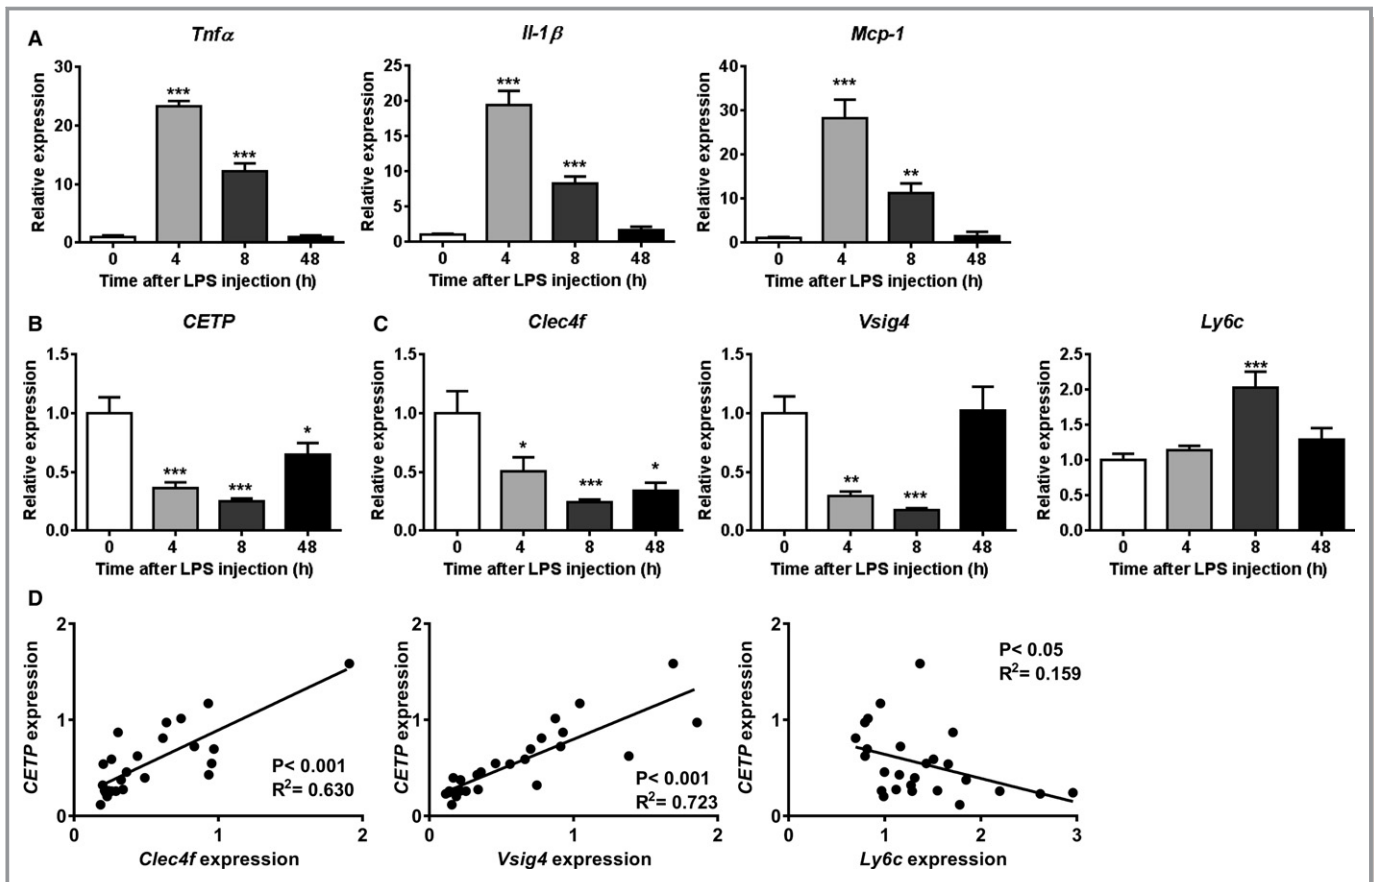 A
Tnfα
Il-1β
Mcp-1
Relative expression
30
20
10
0
***
***
0 4 8 48
Time after LPS injection (h)
Relative expression
25
20
15
10
5
0
***
***
0 4 8 48
Time after LPS injection (h)
Relative expression
40
30
20
10
0
***
**
0 4 8 48
Time after LPS injection (h)
B
CETP
Relative expression
1.5
1.0
0.5
0.0
***
***
*
0 4 8 48
Time after LPS injection (h)
C
Clec4f
Relative expression
1.5
1.0
0.5
0.0
*
***
*
0 4 8 48
Time after LPS injection (h)
Vsig4
Relative expression
1.5
1.0
0.5
0.0
**
***
0 4 8 48
Time after LPS injection (h)
Ly6c
Relative expression
2.5
2.0
1.5
1.0
0.5
0.0
***
0 4 8 48
Time after LPS injection (h)
D
CETP expression
2
1
0
P< 0.001
R²= 0.630
0 1 2
Clec4f expression
CETP expression
2
1
0
P< 0.001
R²= 0.723
0 1 2
Vsig4 expression
CETP expression
2
1
0
P< 0.05
R²= 0.159
0 1 2 3
Ly6c expression